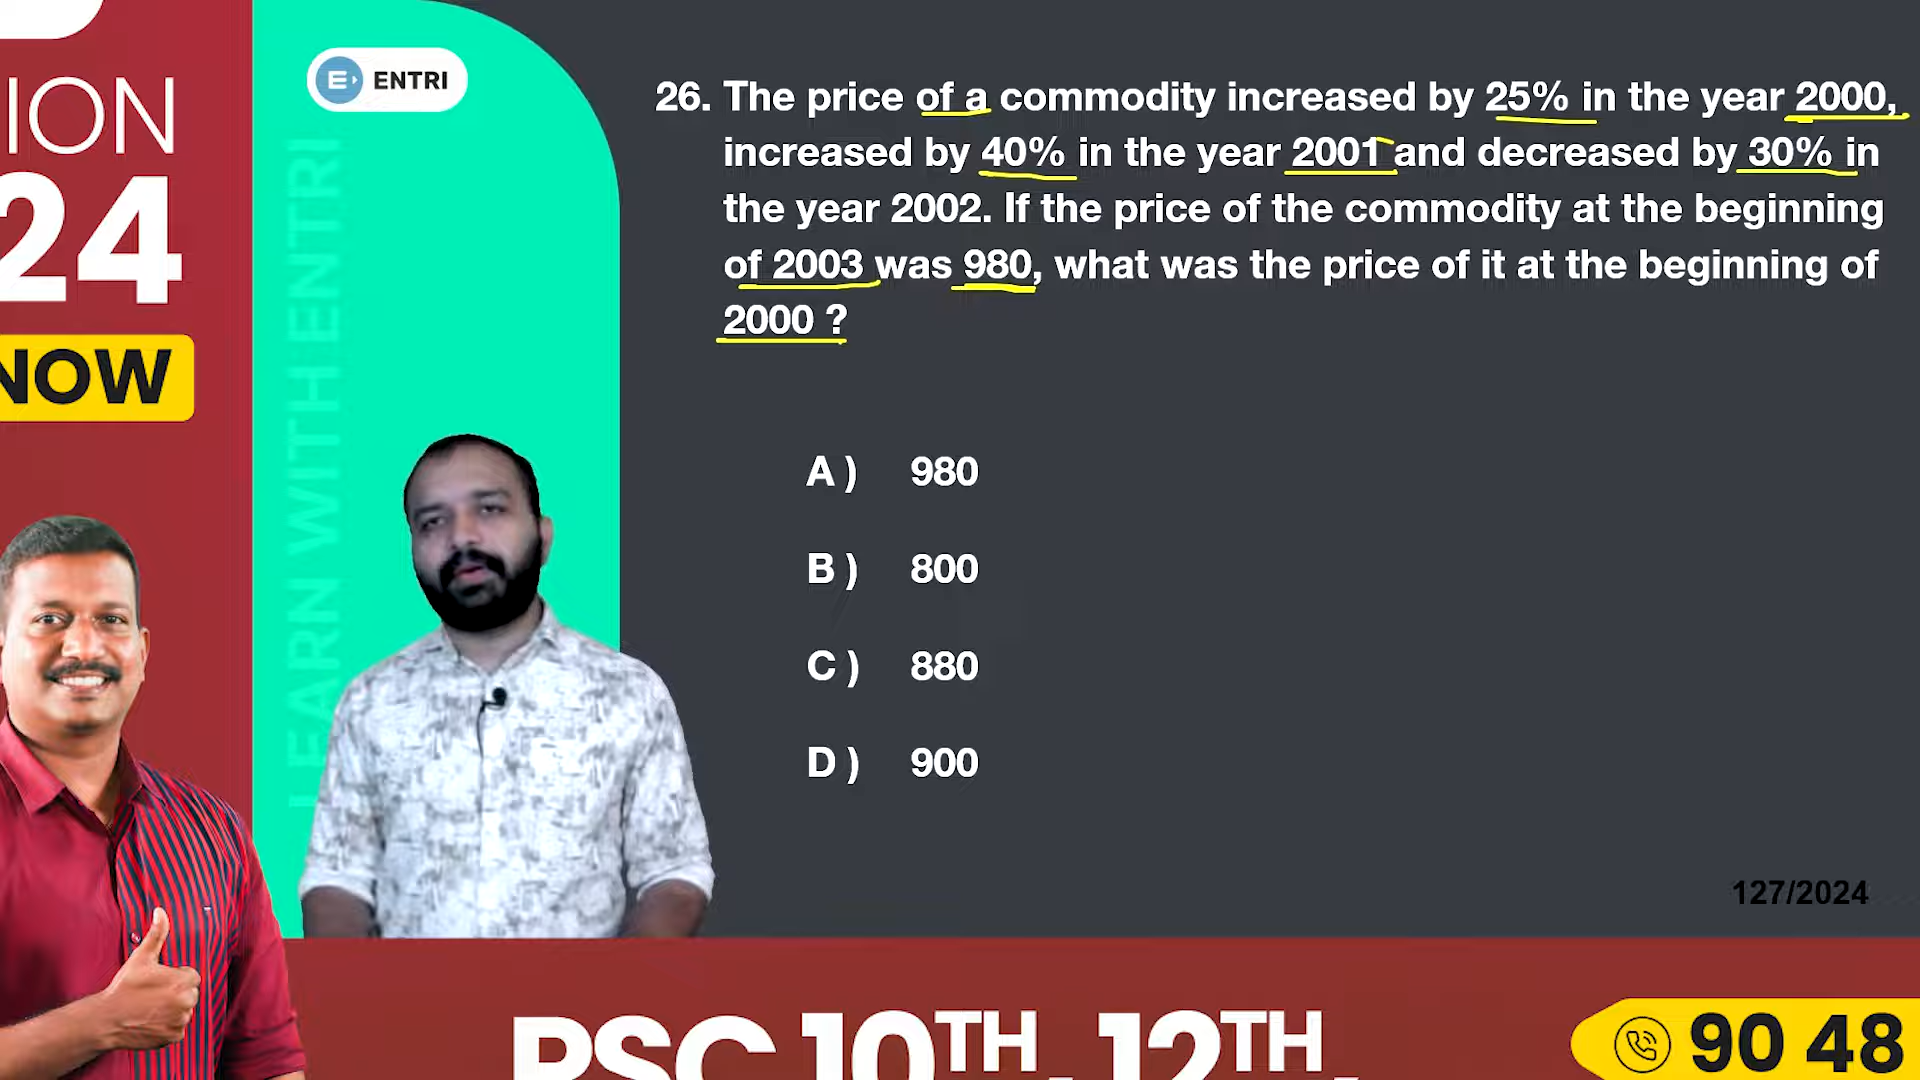 ION
24
NOW
ENTRI
LEARN WITH ENTRI
26. The price of a commodity increased by 25% in the year 2000,
increased by 40% in the year 2001 and decreased by 30% in
the year 2002. If the price of the commodity at the beginning
of 2003 was 980, what was the price of it at the beginning of
2000 ?
A) 980
B) 800
C) 880
D) 900
127/2024
PSC 10TH, 12TH,
90 48